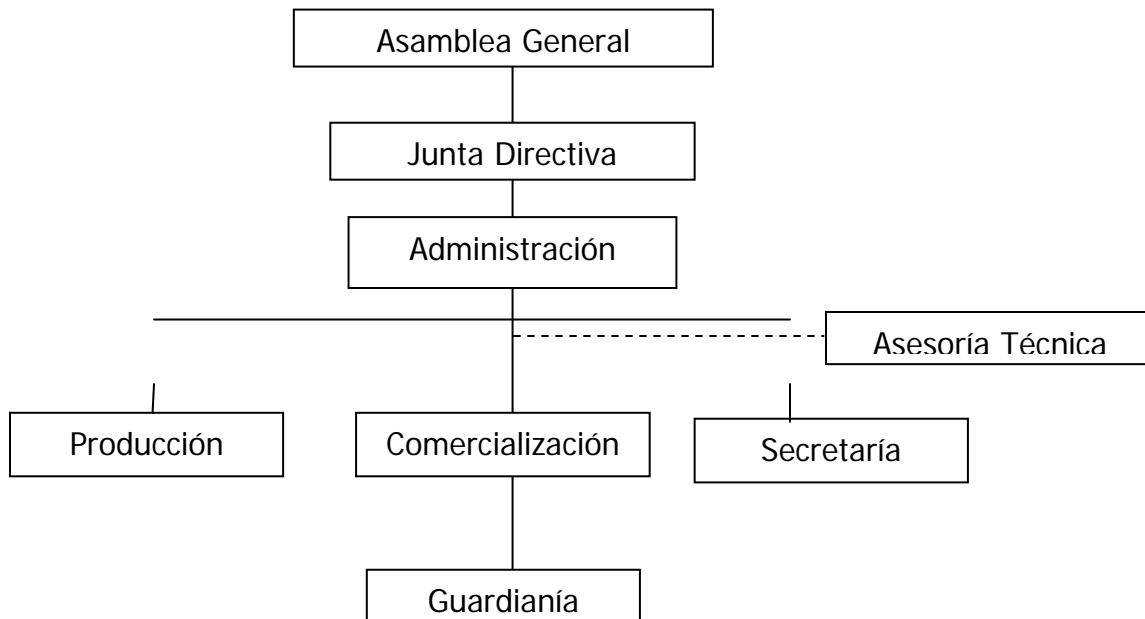 Asamblea General
Junta Directiva
Administración
Asesoría Técnica
Producción
Comercialización
Secretaría
Guardianía